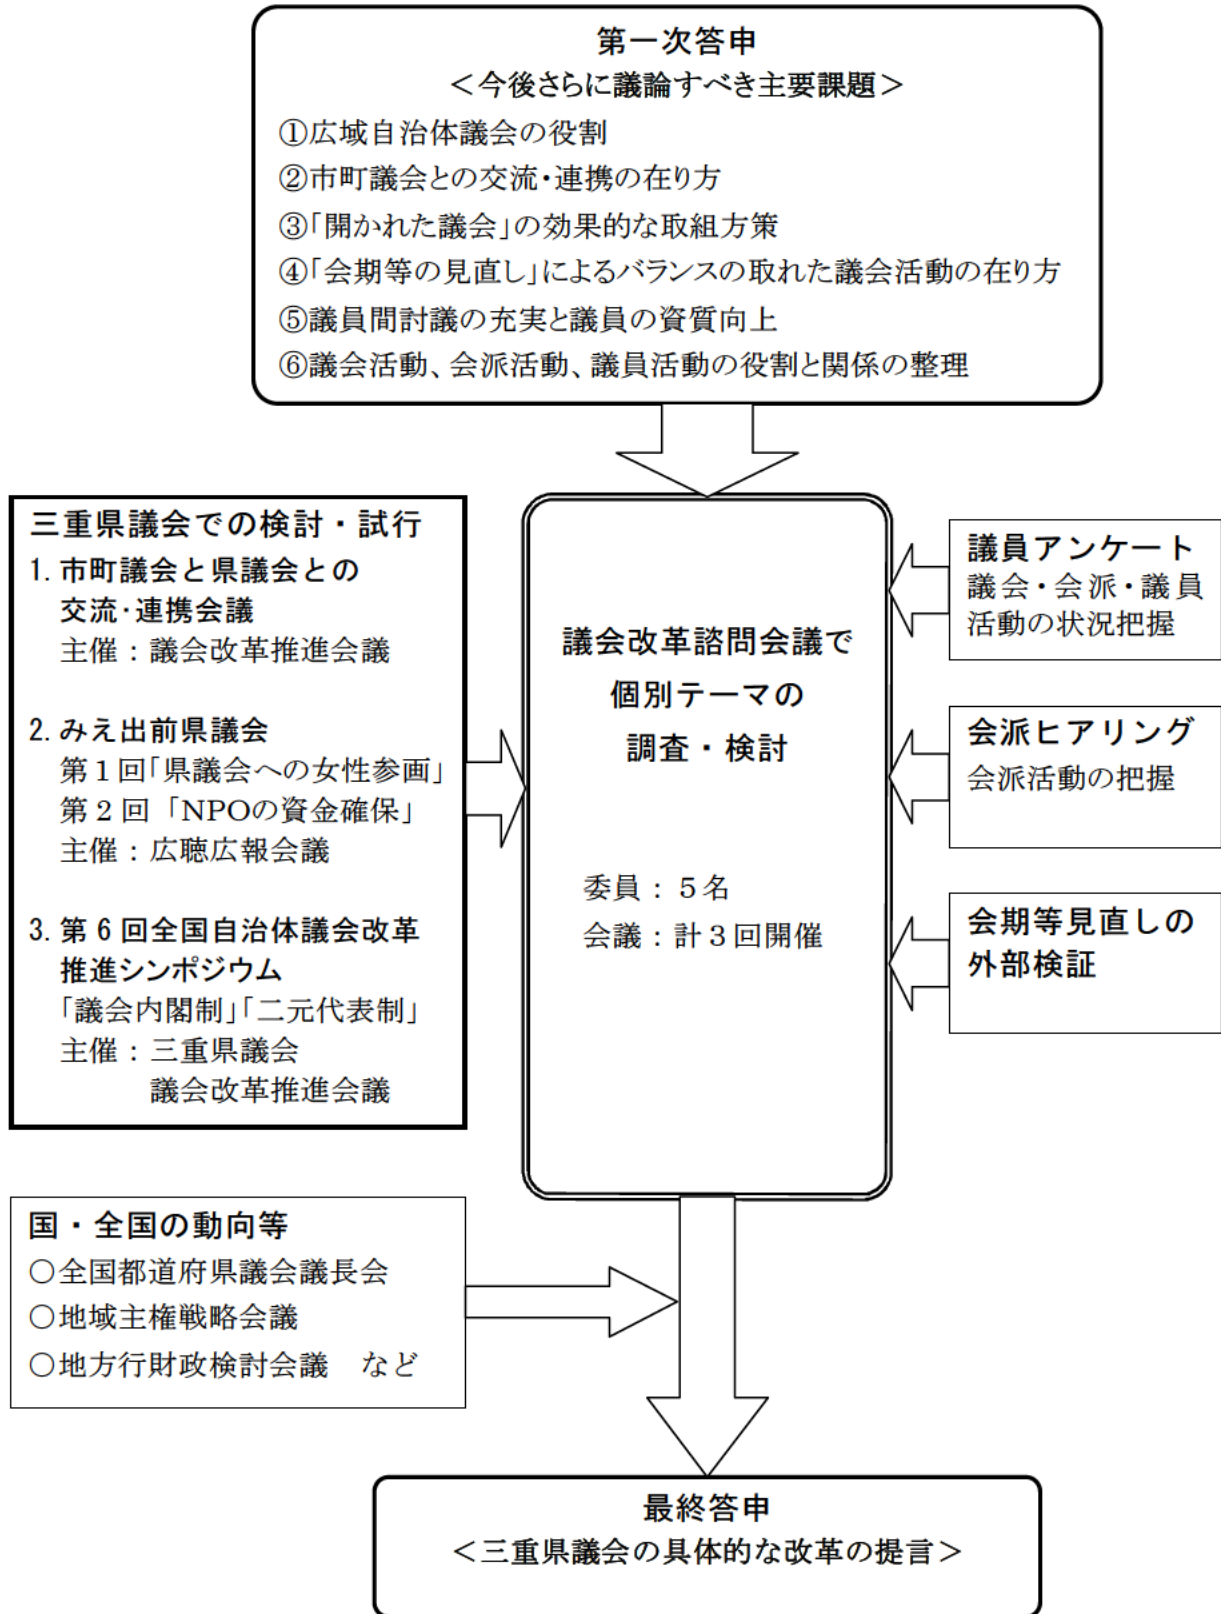 第一次答申
＜今後さらに議論すべき主要課題＞
①広域自治体議会の役割
②市町議会との交流・連携の在り方
③「開かれた議会」の効果的な取組方策
④「会期等の見直し」によるバランスの取れた議会活動の在り方
⑤議員間討議の充実と議員の資質向上
⑥議会活動、会派活動、議員活動の役割と関係の整理
三重県議会での検討・試行
1. 市町議会と県議会との
交流・連携会議
主催：議会改革推進会議
2. みえ出前県議会
第１回「県議会への女性参画」
第２回「NPOの資金確保」
主催：広聴広報会議
3. 第６回全国自治体議会改革
推進シンポジウム
「議会内閣制」「二元代表制」
主催：三重県議会
議会改革推進会議
議会改革諮問会議で
個別テーマの
調査・検討
委員：５名
会議：計３回開催
議員アンケート
議会・会派・議員
活動の状況把握
会派ヒアリング
会派活動の把握
会期等見直しの
外部検証
国・全国の動向等
○全国都道府県議会議長会
○地域主権戦略会議
○地方行財政検討会議　など
最終答申
＜三重県議会の具体的な改革の提言＞